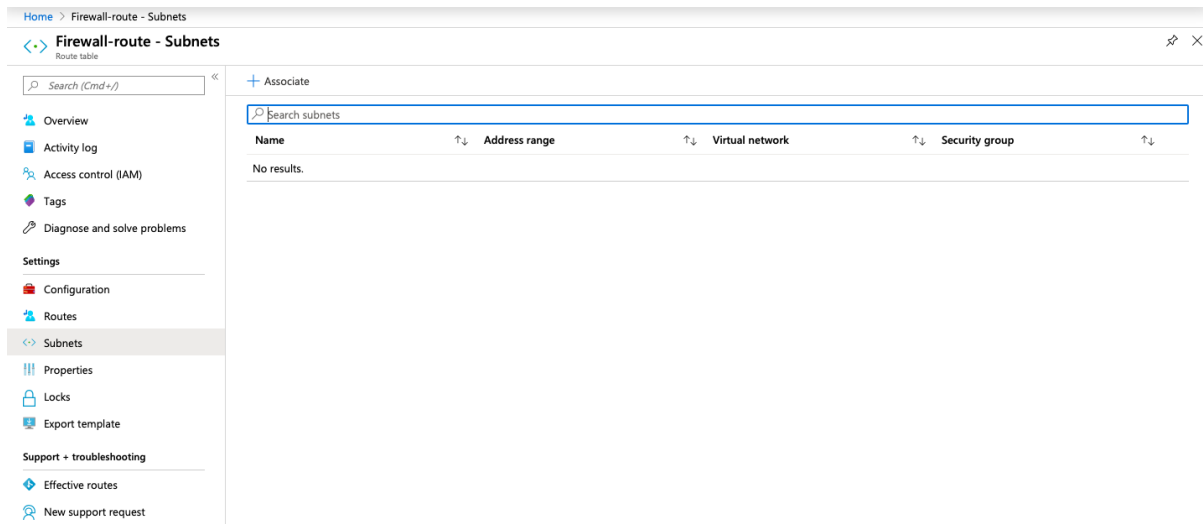 Home > Firewall-route - Subnets
Firewall-route - Subnets
Route table
Search (Cmd+/)
«
Overview
Activity log
Access control (IAM)
Tags
Diagnose and solve problems
Settings
Configuration
Routes
Subnets
Properties
Locks
Export template
Support + troubleshooting
Effective routes
New support request
+ Associate
Search subnets
Name ↑↓ Address range ↑↓ Virtual network ↑↓ Security group ↑↓
No results.